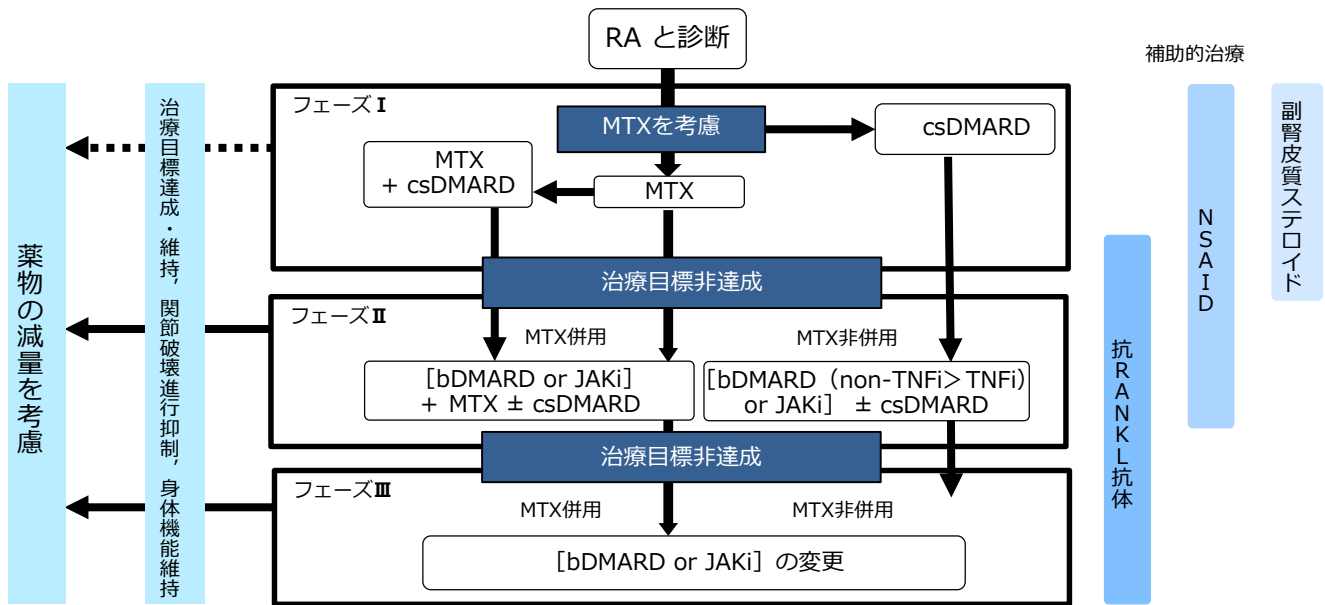 RA と診断
補助的治療
フェーズⅠ
MTXを考慮
csDMARD
MTX
+ csDMARD
MTX
治療目標非達成
フェーズⅡ
MTX併用
MTX非併用
[bDMARD or JAKi]
+ MTX ± csDMARD
[bDMARD（non-TNFi＞TNFi）
or JAKi] ± csDMARD
治療目標非達成
フェーズⅢ
MTX併用
MTX非併用
[bDMARD or JAKi] の変更
薬物の減量を考慮
治療目標達成・維持，関節破壊進行抑制，身体機能維持
抗RANKL抗体
NSAID
副腎皮質ステロイド